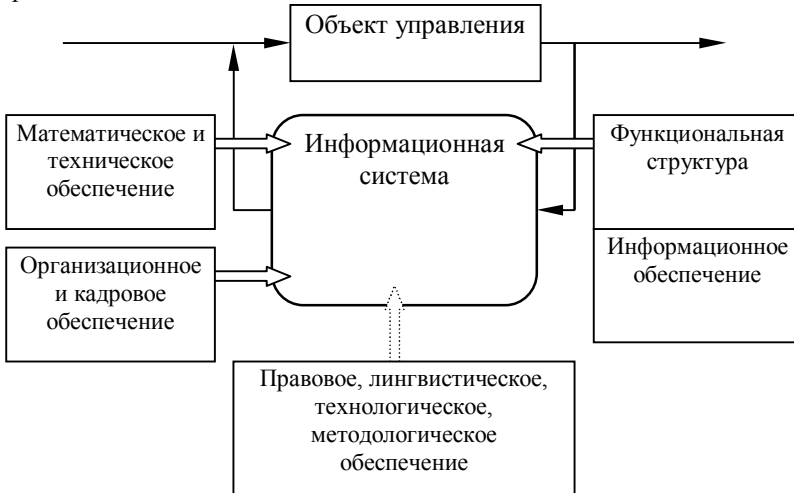 Объект управления
Математическое и
техническое
обеспечение
Информационная
система
Функциональная
структура
Организационное
и кадровое
обеспечение
Информационное
обеспечение
Правовое, лингвистическое,
технологическое,
методологическое
обеспечение